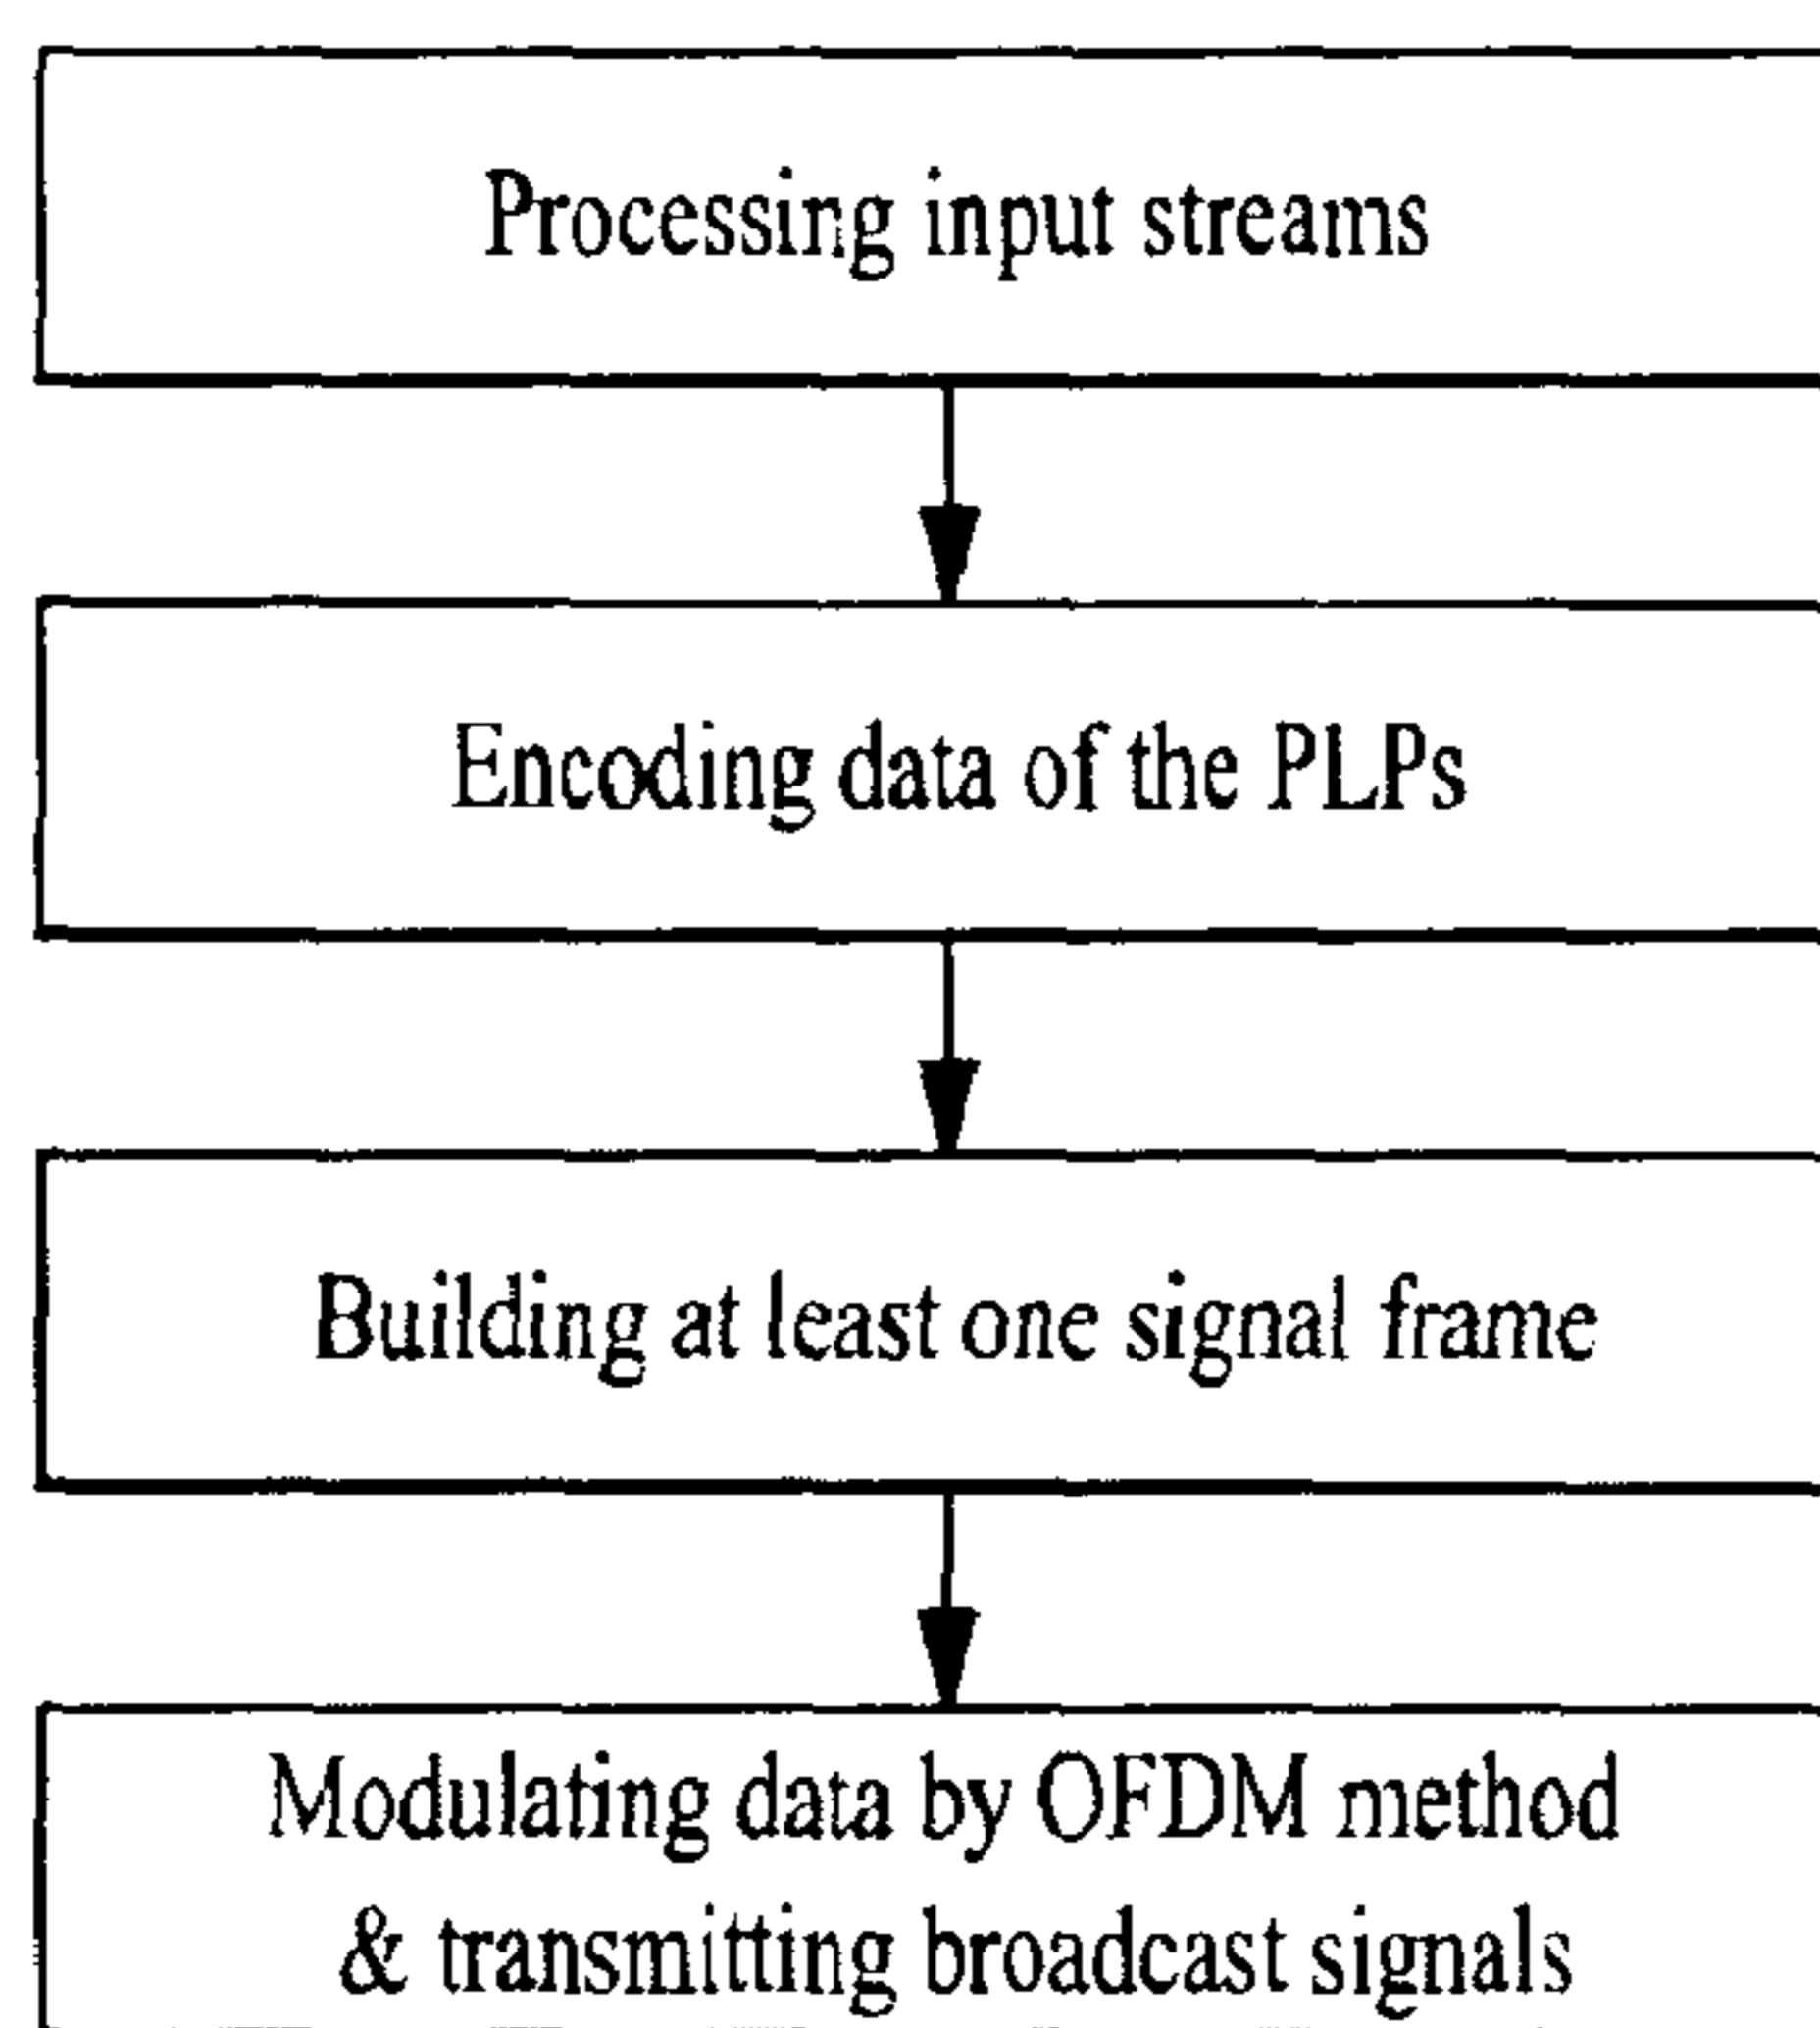 Processing input streams
Encoding data of the PLPs
Building at least one signal frame
Modulating data by OFDM method
& transmitting broadcast signals